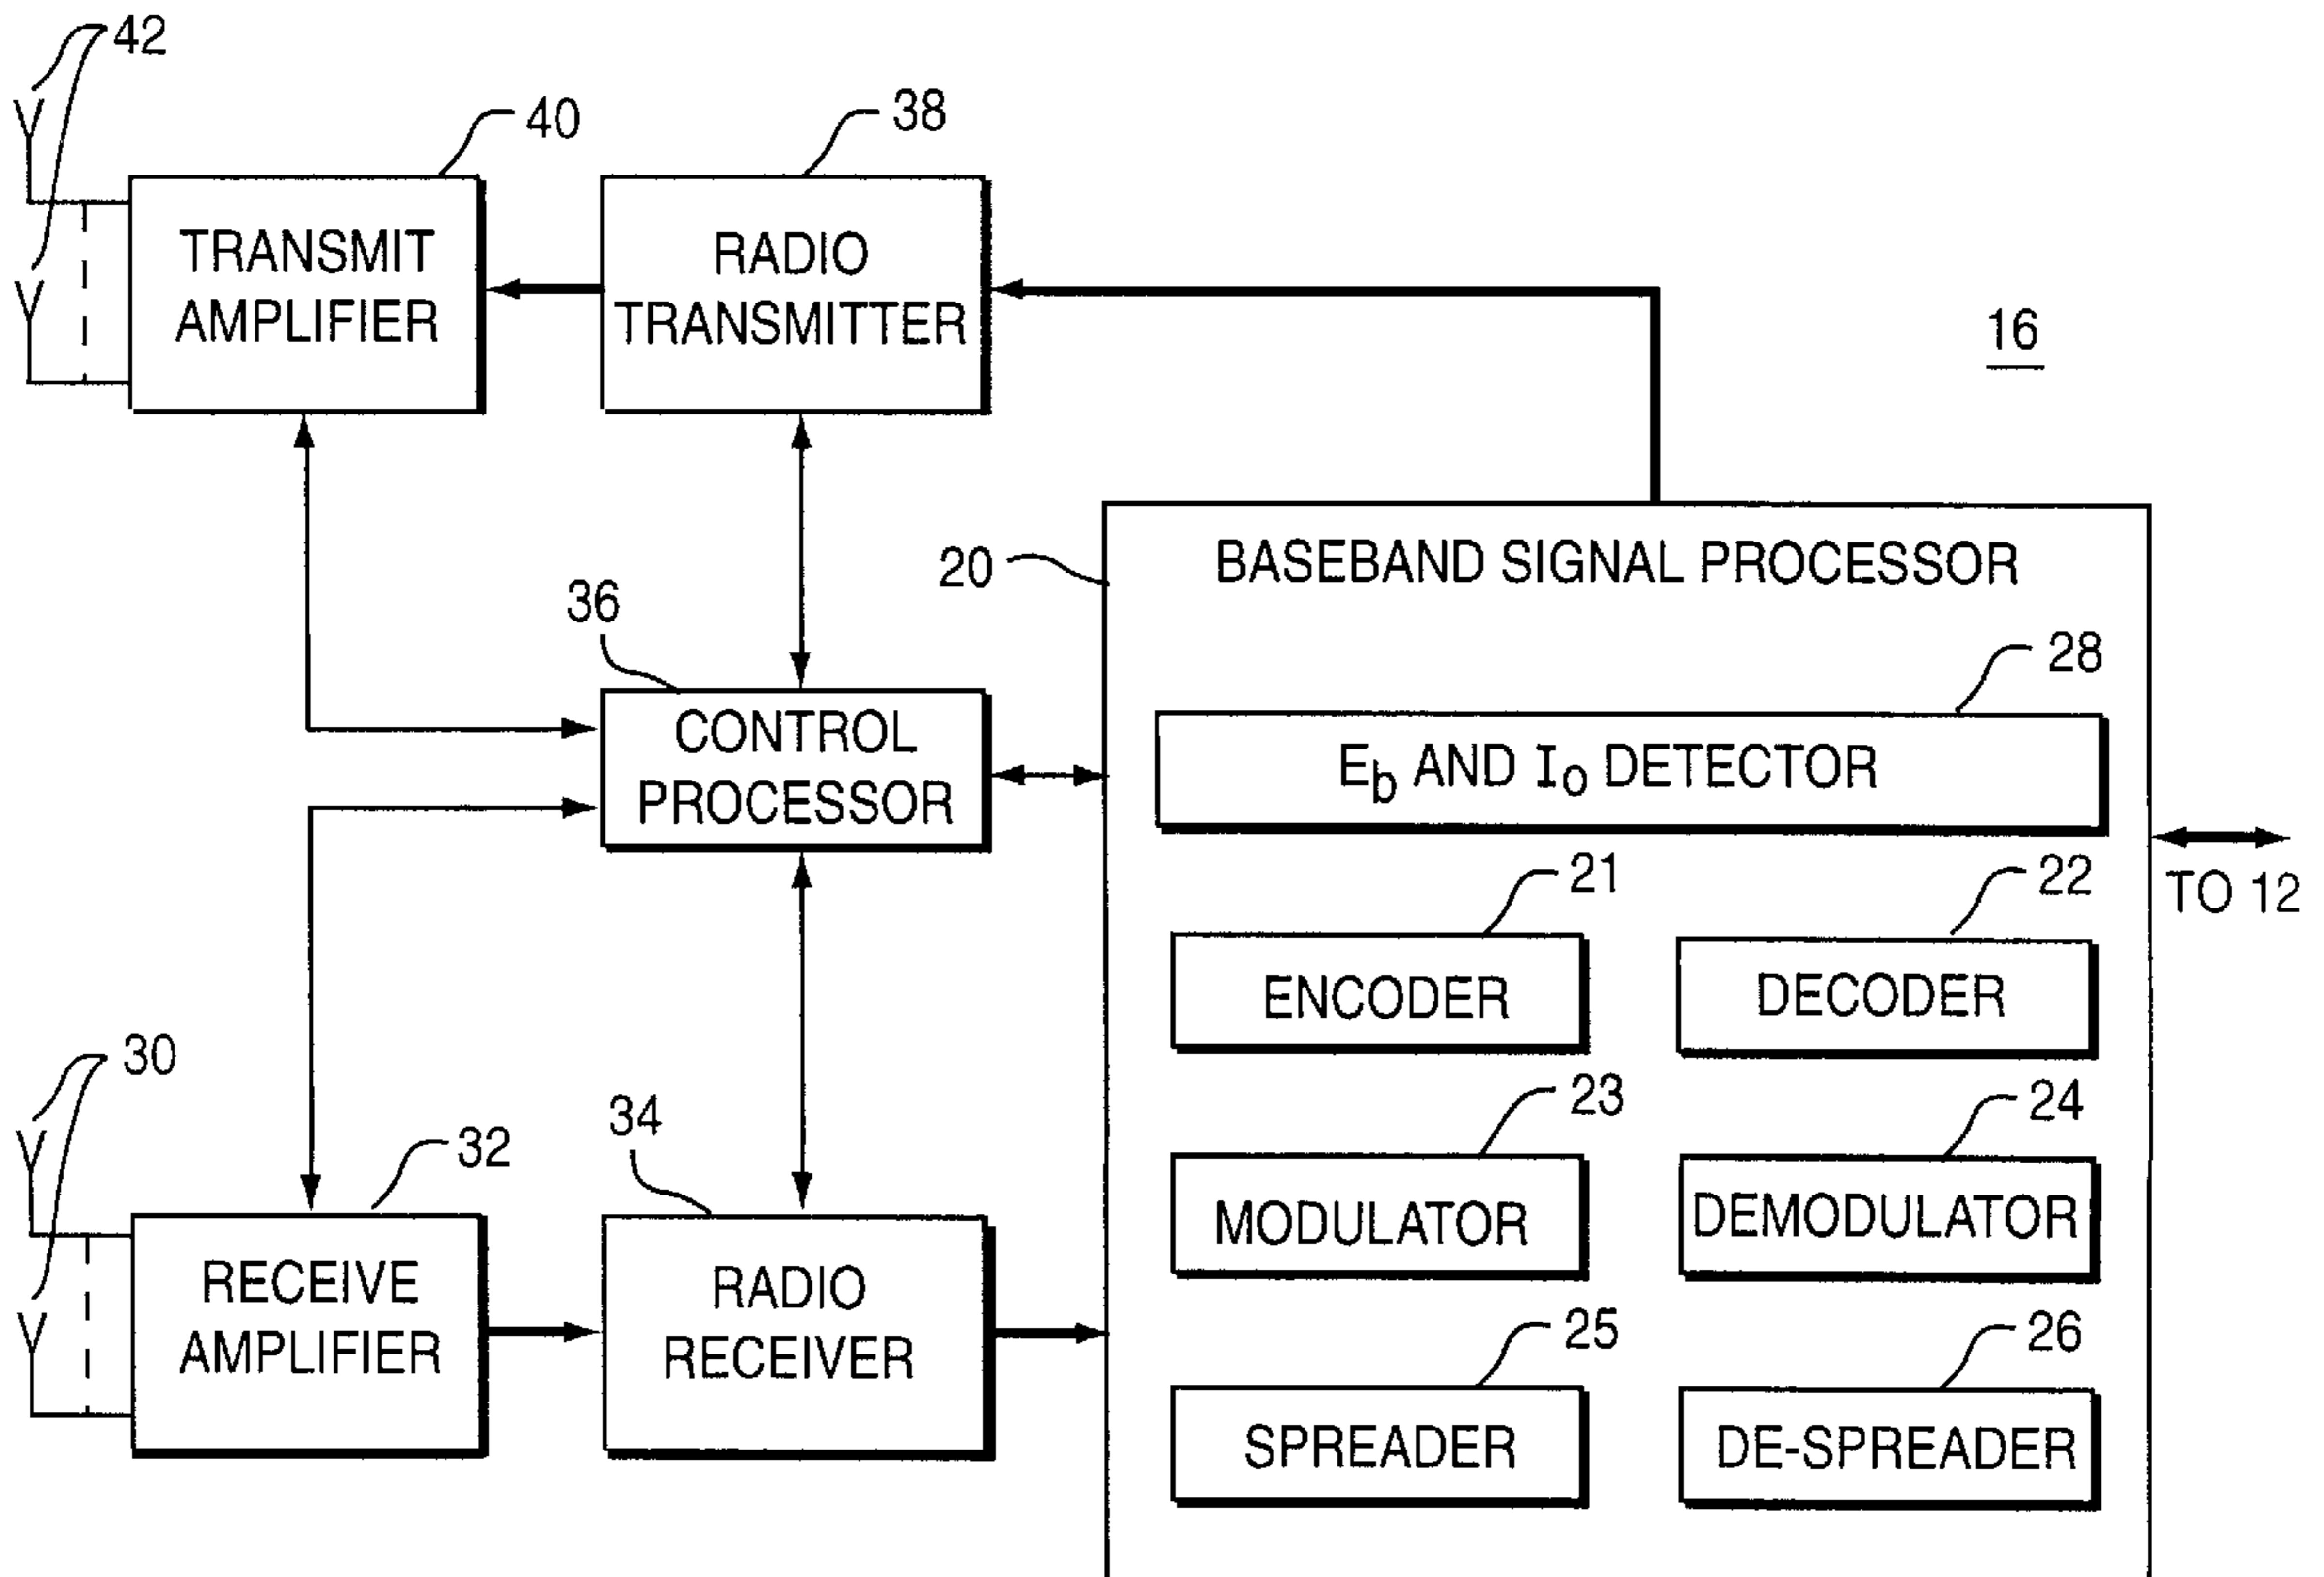 42
40
38
TRANSMIT
AMPLIFIER
RADIO
TRANSMITTER
16
20
BASEBAND SIGNAL PROCESSOR
36
28
CONTROL
PROCESSOR
Eb AND Io DETECTOR
TO 12
21
22
ENCODER
DECODER
30
32
34
23
24
MODULATOR
DEMODULATOR
RECEIVE
AMPLIFIER
RADIO
RECEIVER
25
26
SPREADER
DE-SPREADER